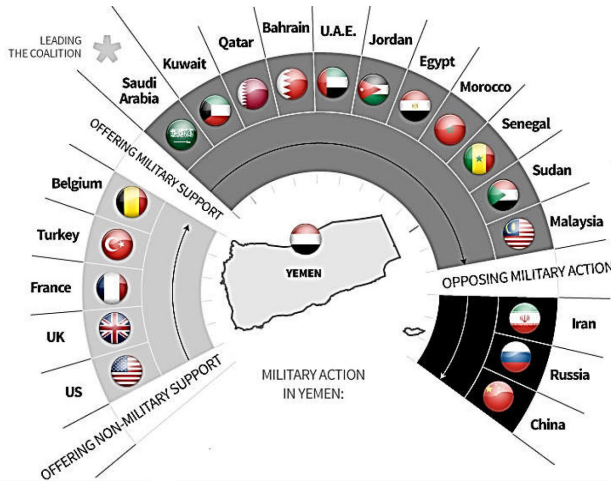 LEADING
THE COALITION
Saudi
Arabia
Kuwait
Qatar
Bahrain
U.A.E.
Jordan
Egypt
Morocco
Senegal
Sudan
Malaysia
OFFERING MILITARY SUPPORT
Belgium
Turkey
France
UK
US
OFFERING NON-MILITARY SUPPORT
YEMEN
MILITARY ACTION
IN YEMEN:
OPPOSING MILITARY ACTION
Iran
Russia
China